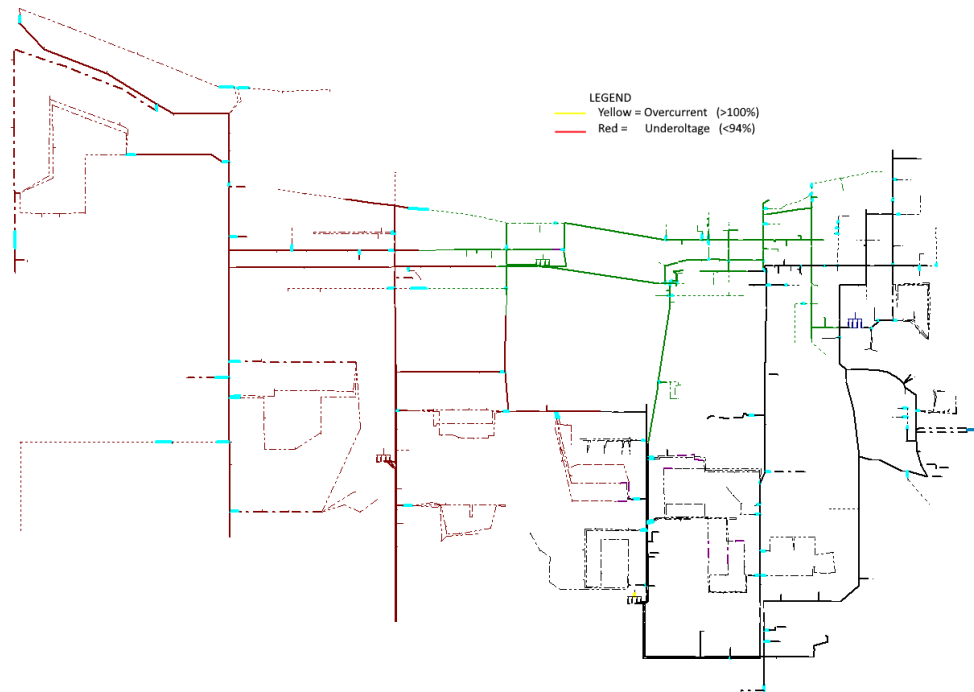 LEGEND
Yellow = Overcurrent (>100%)
Red = Underoltage (<94%)